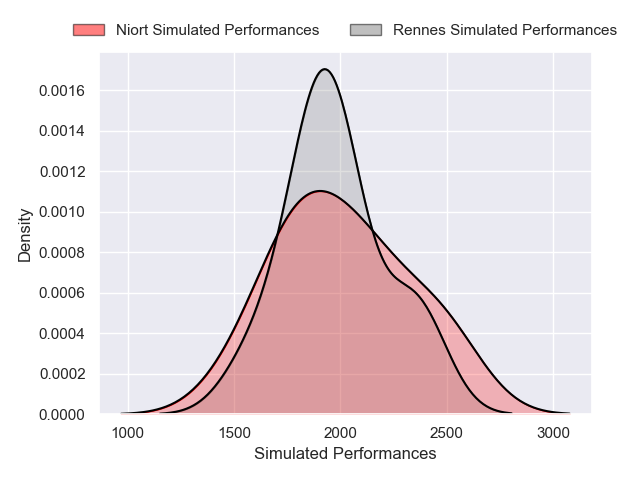 Niort Simulated Performances Rennes Simulated Performances
0.0016
0.0014
0.0012
0.0010
0.0008
0.0006
0.0004
0.0002
0.0000
Density
1000 1500 2000 2500 3000
Simulated Performances